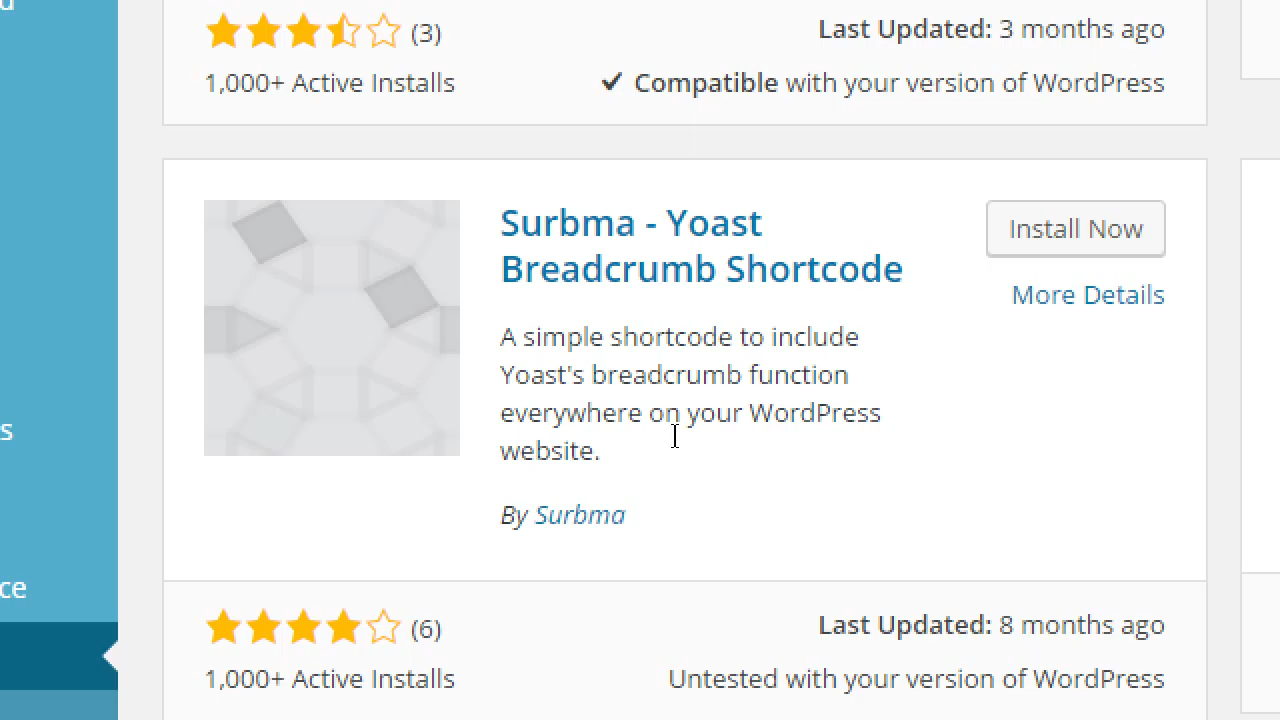 (3)
Last Updated: 3 months ago
1,000+ Active Installs
✔ Compatible with your version of WordPress
Surbma - Yoast
Breadcrumb Shortcode
Install Now
More Details
A simple shortcode to include
Yoast's breadcrumb function
everywhere on your WordPress
website.
By Surbma
s
ce
(6)
Last Updated: 8 months ago
1,000+ Active Installs
Untested with your version of WordPress